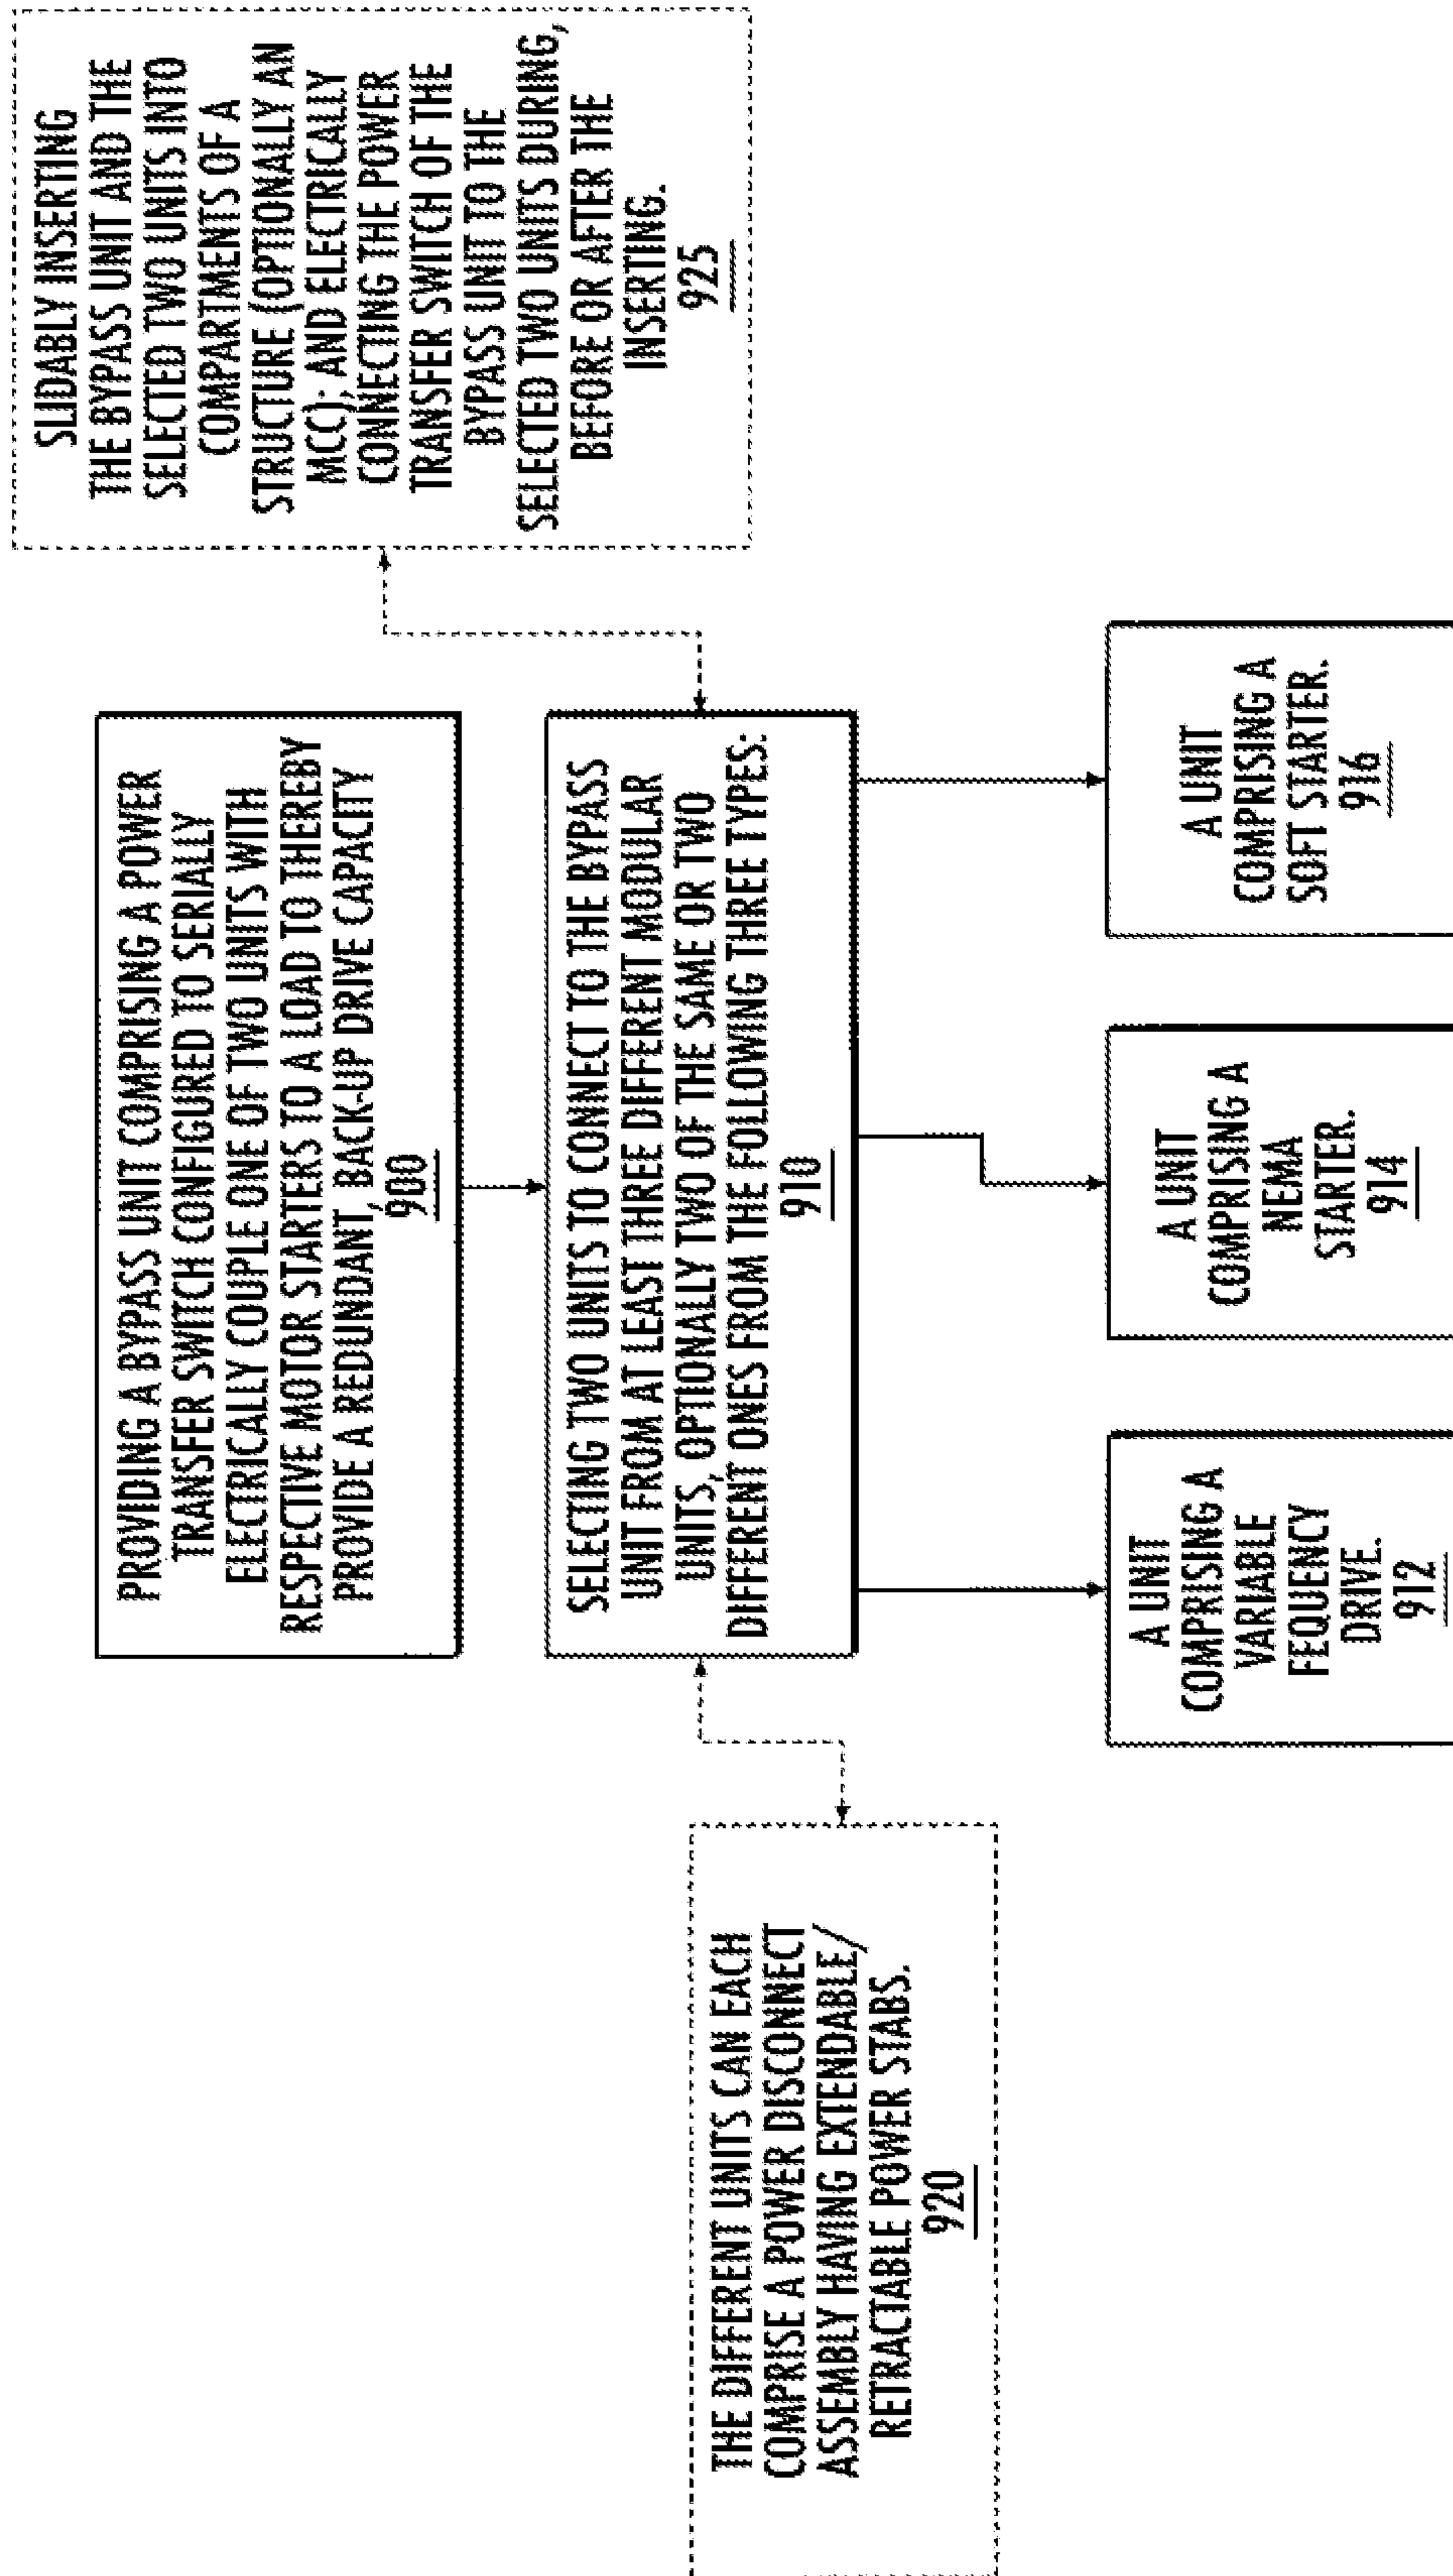 PROVIDING A BYPASS UNIT COMPRISING A POWER
TRANSFER SWITCH CONFIGURED TO SERIALLY
ELECTRICALLY COUPLE ONE OF TWO UNITS WITH
RESPECTIVE MOTOR STARTERS TO A LOAD TO THEREBY
PROVIDE A REDUNDANT, BACK-UP DRIVE CAPACITY
900
SELECTING TWO UNITS TO CONNECT TO THE BYPASS
UNIT FROM AT LEAST THREE DIFFERENT MODULAR
UNITS, OPTIONALLY TWO OF THE SAME OR TWO
DIFFERENT ONES FROM THE FOLLOWING THREE TYPES:
910
A UNIT
COMPRISING A
VARIABLE
FEQUENCY
DRIVE.
912
A UNIT
COMPRISING A
NEMA
STARTER.
914
A UNIT
COMPRISING A
SOFT STARTER.
916
THE DIFFERENT UNITS CAN EACH
COMPRISE A POWER DISCONNECT
ASSEMBLY HAVING EXTENDABLE/
RETRACTABLE POWER STABS.
920
SLIDABLY INSERTING
THE BYPASS UNIT AND THE
SELECTED TWO UNITS INTO
COMPARTMENTS OF A
STRUCTURE (OPTIONALLY AN
MCC); AND ELECTRICALLY
CONNECTING THE POWER
TRANSFER SWITCH OF THE
BYPASS UNIT TO THE
SELECTED TWO UNITS DURING,
BEFORE OR AFTER THE
INSERTING.
925